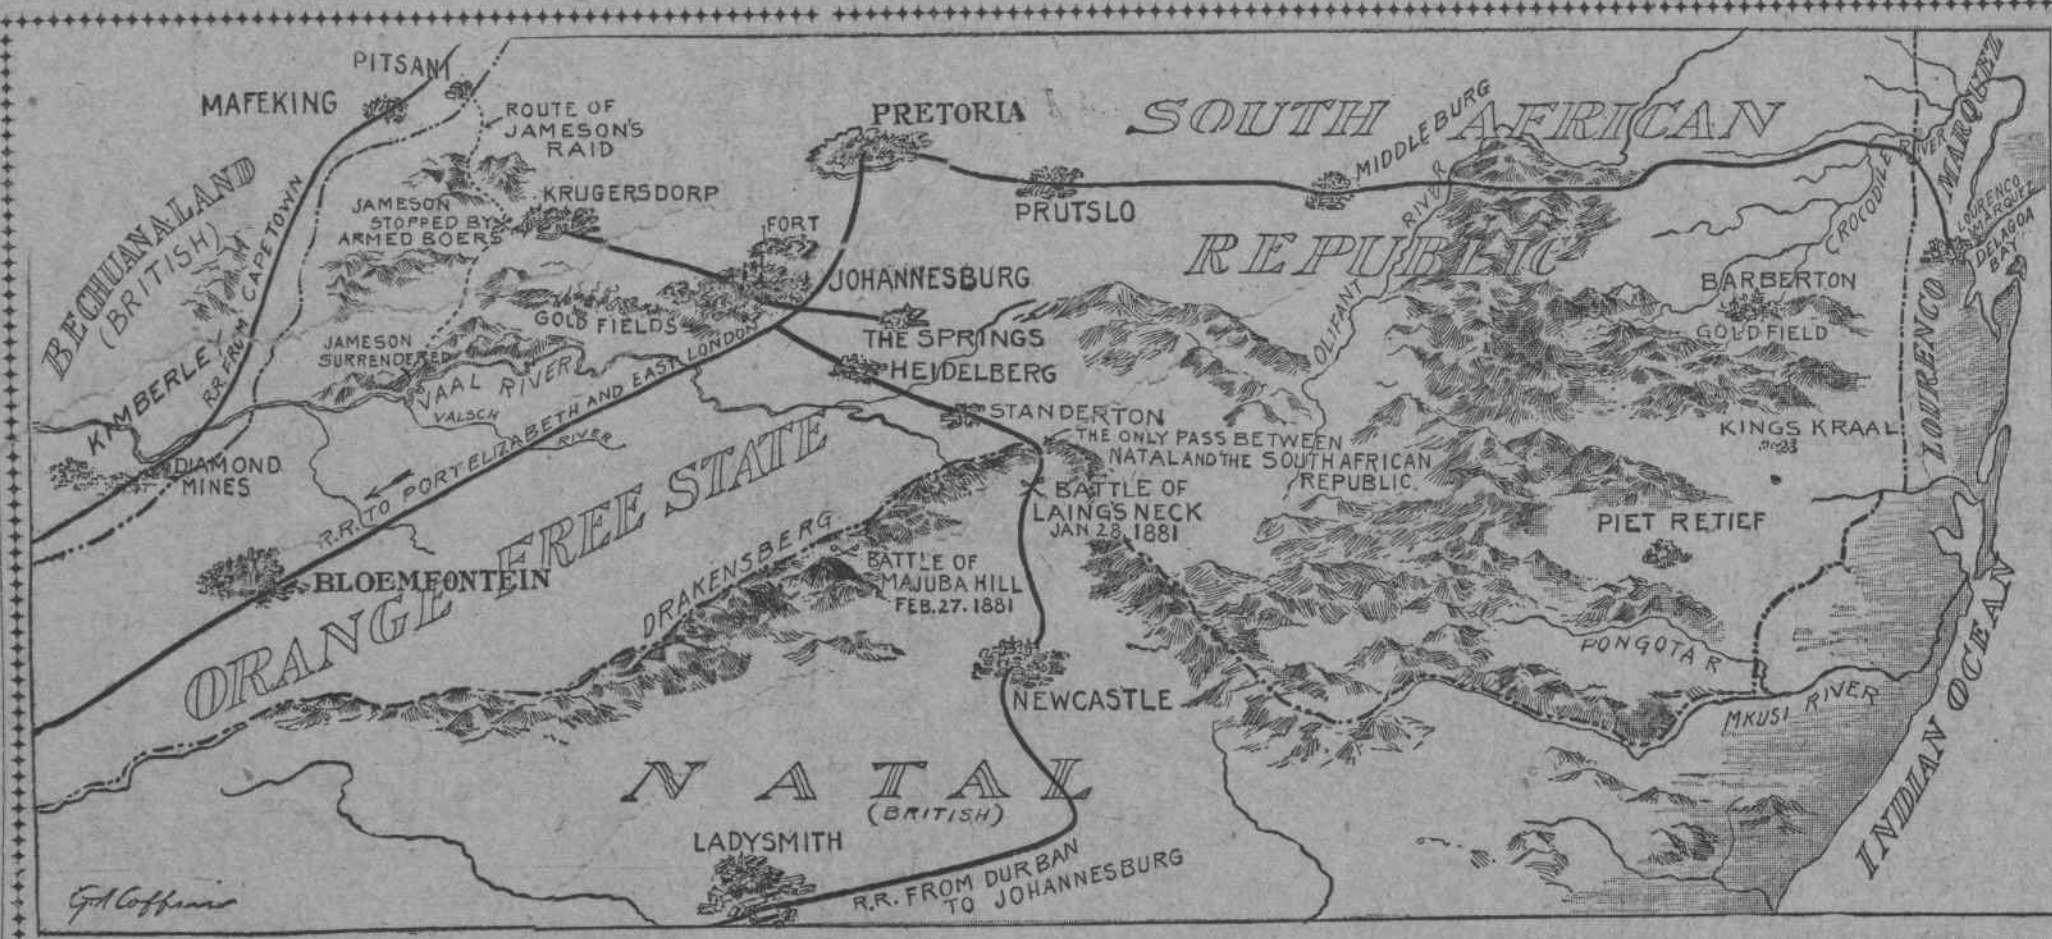 PITSANI
MAFEKING
ROUTE OF
JAMESON'S
RAID
PRETORIA
SOUTH AFRICAN
REPUBLIC
MIDDLEBURG
PRUTSLO
KRUGERSDORP
JAMESON
STOPPED BY
ARMED BOERS
FORT
JOHANNESBURG
GOLD FIELDS
THE SPRINGS
HEIDELBERG
STANDERTON
BECHUANALAND
(BRITISH)
R.R. FROM CAPETOWN
KIMBERLEY
DIAMOND
MINES
JAMESON
SURRENDERED
VAAL RIVER
VALSCH
RIVER
R.R. TO PORT ELIZABETH AND EAST LONDON
OLIFANT RIVER
CROCODILE RIVER
LOURENCO MARQUEZ
LOURENCO
MARQUEZ
DELAGOA
BAY
BARBERTON
GOLD FIELD
KINGS KRAAL
THE ONLY PASS BETWEEN
NATAL AND THE SOUTH AFRICAN
REPUBLIC.
BATTLE OF
LAING'S NECK
JAN 28, 1881
PIET RETIEF
BLOEMFONTEIN
ORANGE FREE STATE
DRAKENSBERG
BATTLE OF
MAJUBA HILL
FEB. 27. 1881
NEWCASTLE
PONGOTA R
MKUSI RIVER
INDIAN OCEAN
NATAL
(BRITISH)
LADYSMITH
R.R. FROM DURBAN
TO JOHANNESBURG